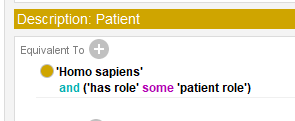 Description: Patient
Equivalent To
'Homo sapiens'
and ('has role' some 'patient role')